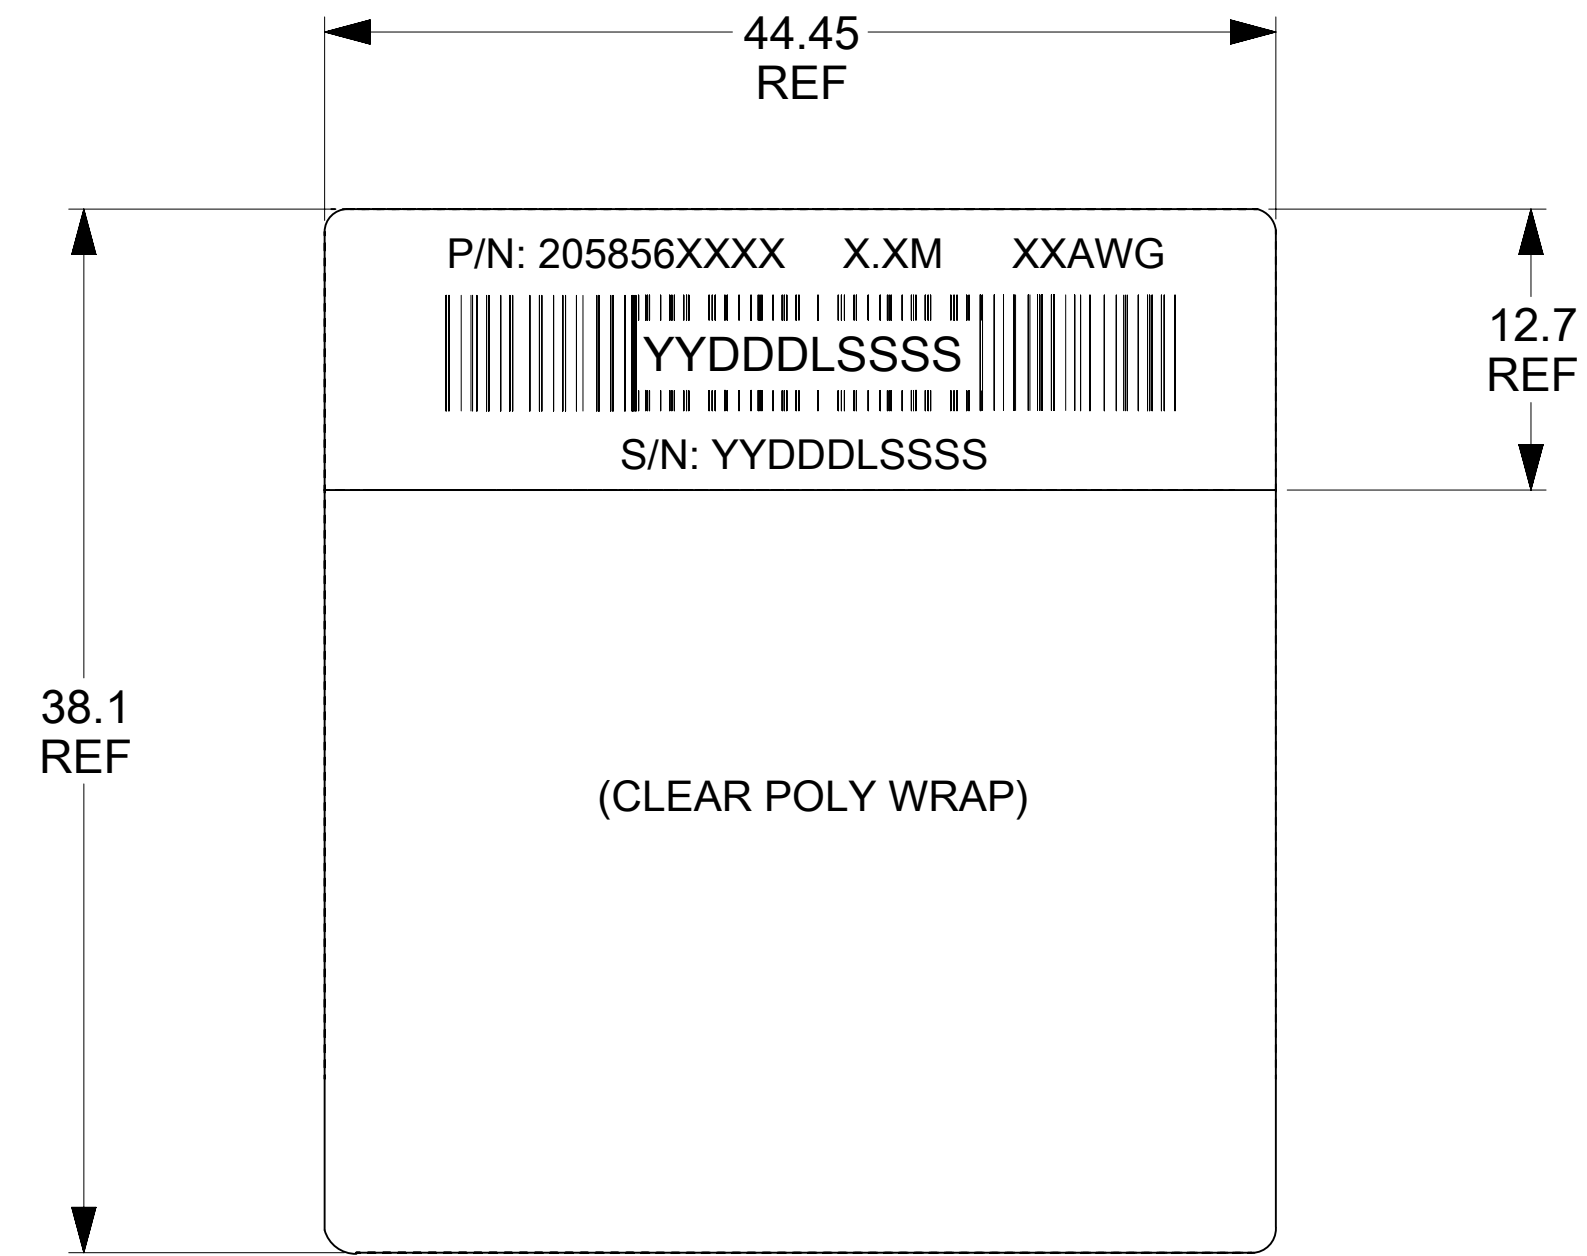 44.45
REF
P/N: 205856XXXX X.XM XXAWG
YYDDDLSSSS
S/N: YYDDDLSSSS
12.7
REF
38.1
REF
(CLEAR POLY WRAP)